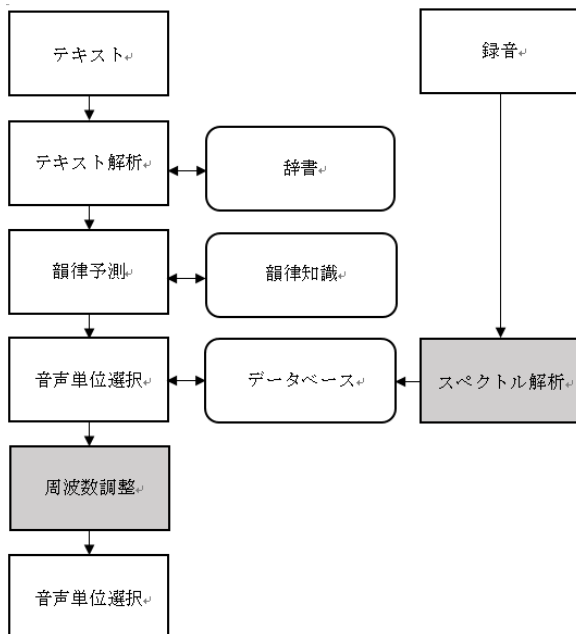 テキスト
録音
テキスト解析
辞書
韻律予測
韻律知識
音声単位選択
データベース
スペクトル解析
周波数調整
音声単位選択